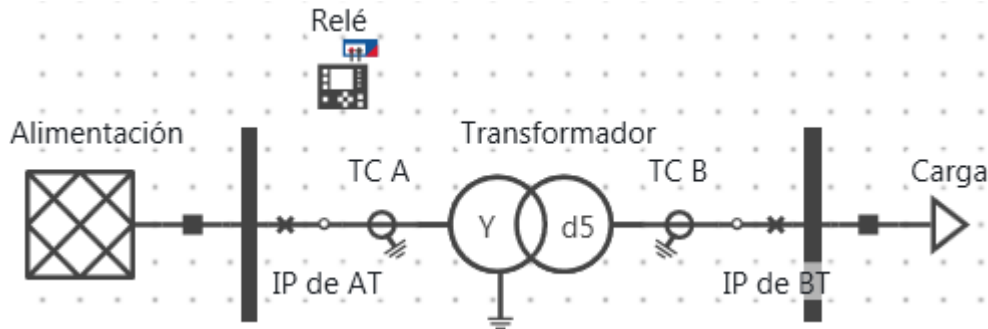 Relé
Alimentación
Transformador
TC A
TC B
Carga
Y
d5
IP de AT
IP de BT